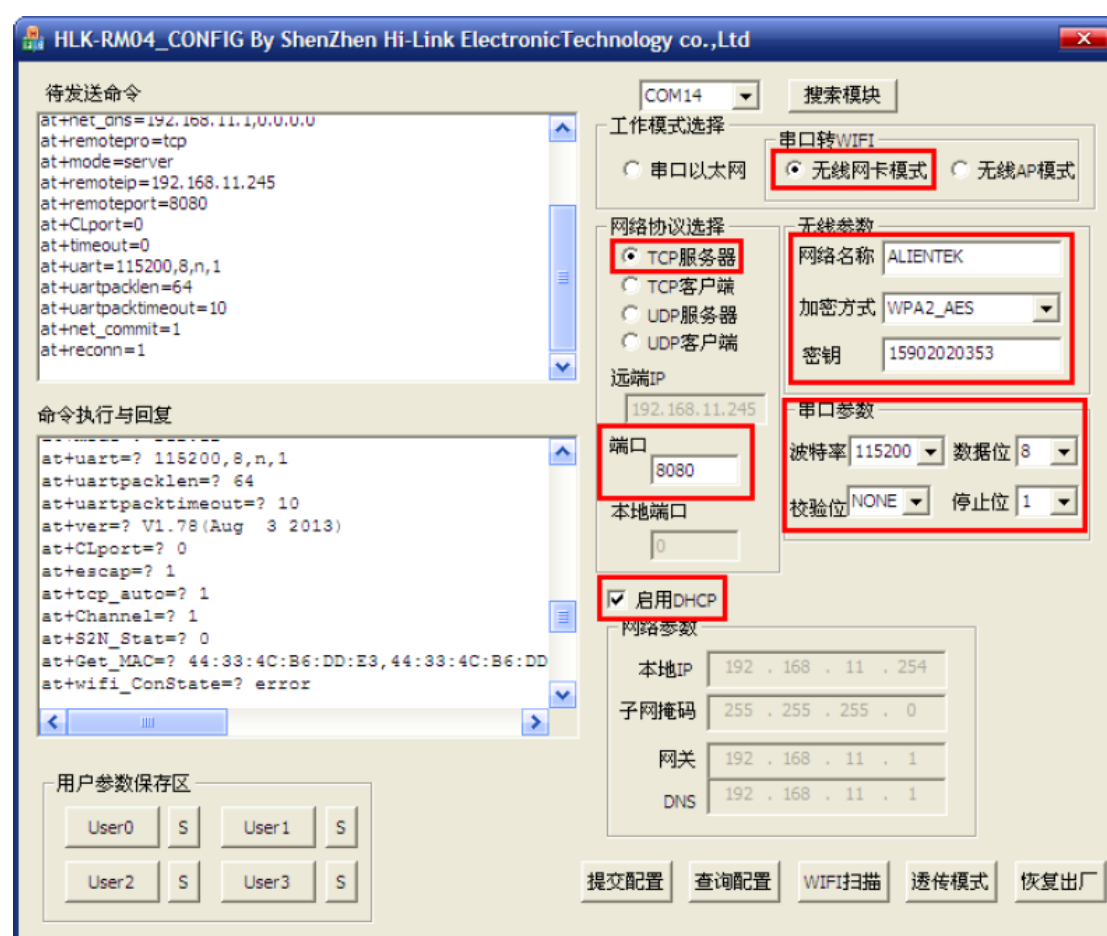 HLK-RM04_CONFIG By ShenZhen Hi-Link ElectronicTechnology co.,Ltd
待发送命令
at+net_dns=192.168.11.1,0.0.0.0
at+remotepro=tcp
at+mode=server
at+remoteip=192.168.11.245
at+remoteport=8080
at+CLport=0
at+timeout=0
at+uart=115200,8,n,1
at+uartpacklen=64
at+uartpacktimeout=10
at+net_commit=1
at+reconn=1
命令执行与回复
at+uart=? 115200,8,n,1
at+uartpacklen=? 64
at+uartpacktimeout=? 10
at+ver=? V1.78(Aug  3 2013)
at+CLport=? 0
at+escap=? 1
at+tcp_auto=? 1
at+Channel=? 1
at+S2N_Stat=? 0
at+Get_MAC=? 44:33:4C:B6:DD:E3,44:33:4C:B6:DD
at+wifi_ConState=? error
用户参数保存区
User0 S User1 S
User2 S User3 S
COM14 搜索模块
工作模式选择
串口转WIFI
串口以太网 无线网卡模式 无线AP模式
网络协议选择
TCP服务器
TCP客户端
UDP服务器
UDP客户端
远端IP
192.168.11.245
端口
8080
本地端口
0
无线参数
网络名称 ALIENTEK
加密方式 WPA2_AES
密钥 15902020353
串口参数
波特率 115200 数据位 8
校验位 NONE 停止位 1
启用DHCP
网络参数
本地IP 192 . 168 . 11 . 254
子网掩码 255 . 255 . 255 . 0
网关 192 . 168 . 11 . 1
DNS 192 . 168 . 11 . 1
提交配置 查询配置 WIFI扫描 透传模式 恢复出厂